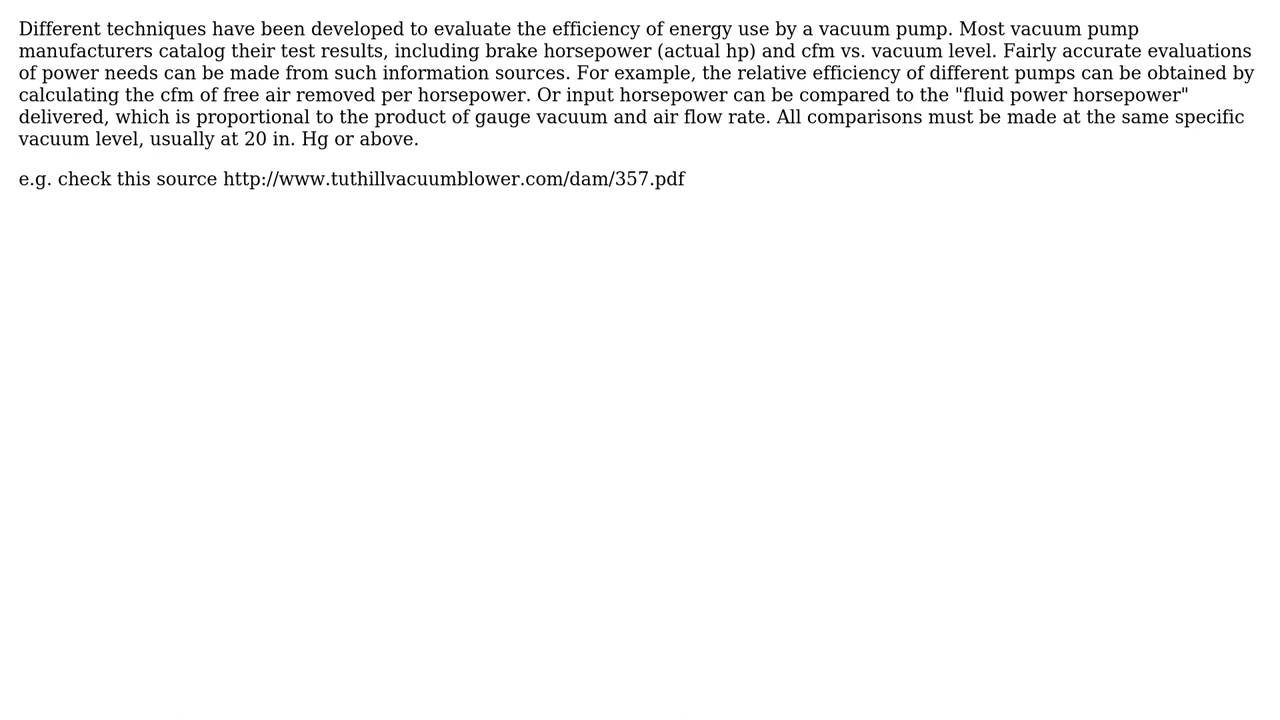 Different techniques have been developed to evaluate the efficiency of energy use by a vacuum pump. Most vacuum pump
manufacturers catalog their test results, including brake horsepower (actual hp) and cfm vs. vacuum level. Fairly accurate evaluations
of power needs can be made from such information sources. For example, the relative efficiency of different pumps can be obtained by
calculating the cfm of free air removed per horsepower. Or input horsepower can be compared to the "fluid power horsepower"
delivered, which is proportional to the product of gauge vacuum and air flow rate. All comparisons must be made at the same specific
vacuum level, usually at 20 in. Hg or above.
e.g. check this source http://www.tuthillvacuumblower.com/dam/357.pdf